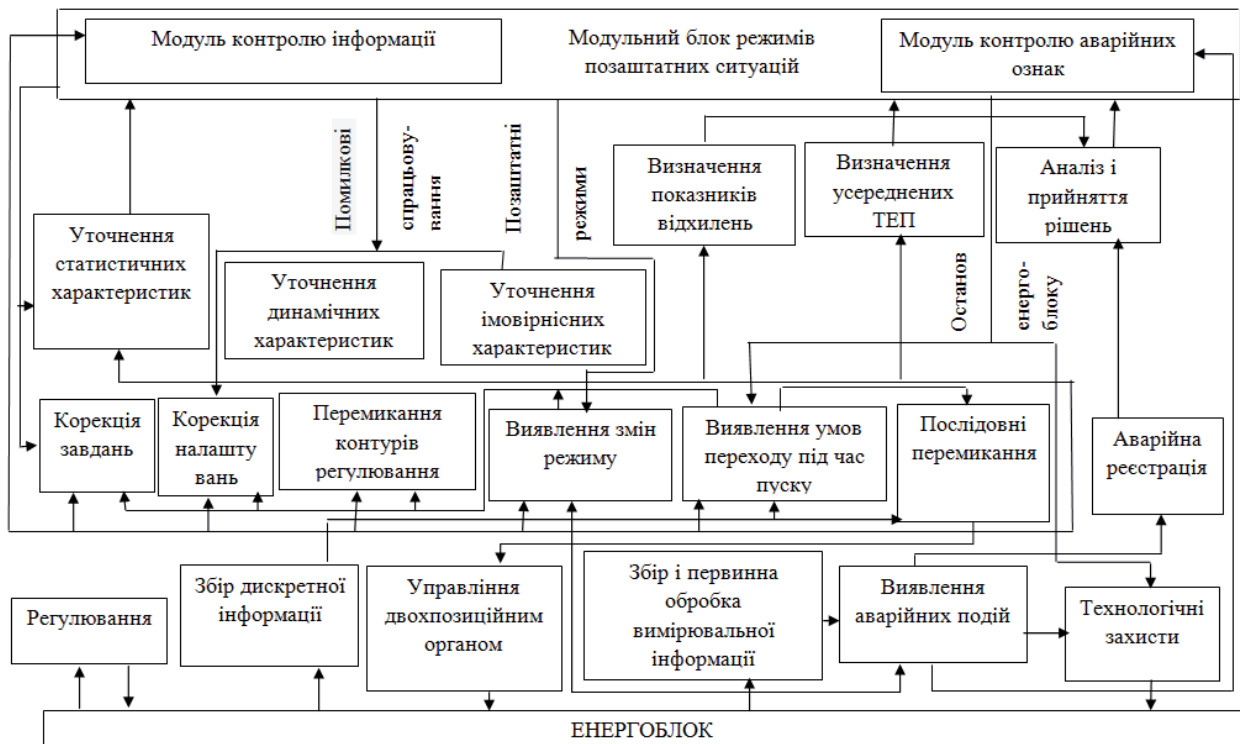 Модуль контролю інформації
Модульний блок режимів
позаштатних ситуацій
Модуль контролю аварійних
ознак
Помилкові
спрацьову-
вання
Позаштатні
режими
Визначення
показників
відхилень
Визначення
усереднених
ТЕП
Аналіз і
прийняття
рішень
Уточнення
статистичних
характеристик
Уточнення
динамічних
характеристик
Уточнення
імовірнісних
характеристик
Останов
енерго-
блоку
Корекція
завдань
Корекція
налашту
вань
Перемикання
контурів
регулювання
Виявлення змін
режиму
Виявлення умов
переходу під час
пуску
Послідовні
перемикання
Аварійна
реєстрація
Регулювання
Збір дискретної
інформації
Управління
двохпозиційним
органом
Збір і первинна
обробка
вимірювальної
інформації
Виявлення
аварійних подій
Технологічні
захисти
ЕНЕРГОБЛОК